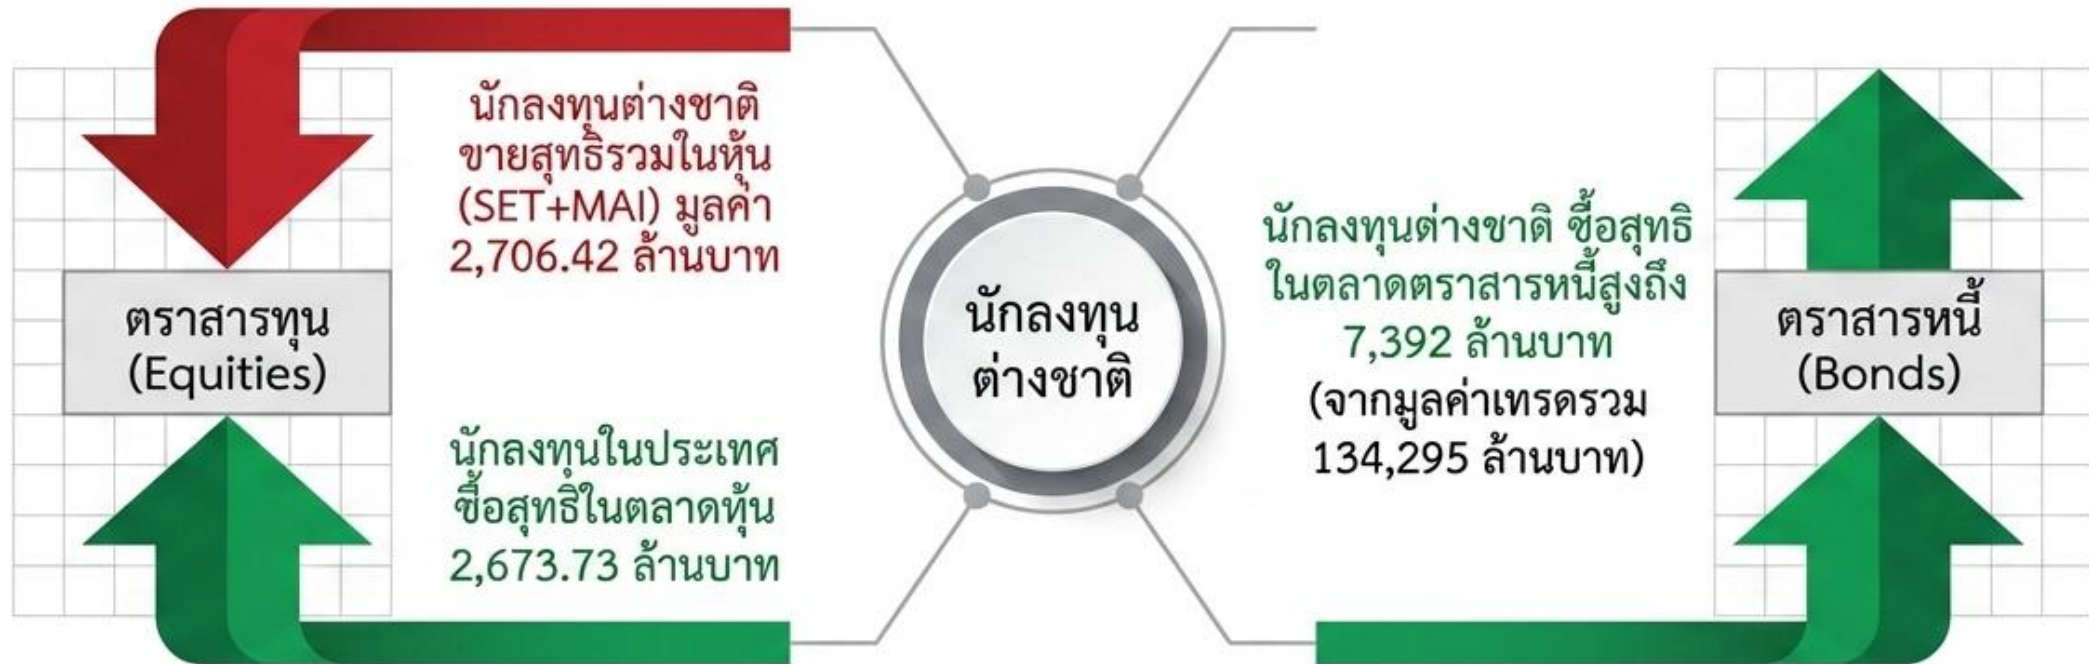 นักลงทุนต่างชาติ
ขายสุทธิรวมในหุ้น
(SET+MAI) มูลค่า
2,706.42 ล้านบาท
ตราสารทุน
(Equities)
นักลงทุนในประเทศ
ซื้อสุทธิในตลาดทุ้น
2,673.73 ล้านบาท
นักลงทุน
ต่างชาติ
นักลงทุนต่างชาติ ซื้อสุทธิ
ในตลาดตราสารหนี้สูงถึง
7,392 ล้านบาท
(จากมูลค่าเทรดรวม
134,295 ล้านบาท)
ตราสารหนี้
(Bonds)